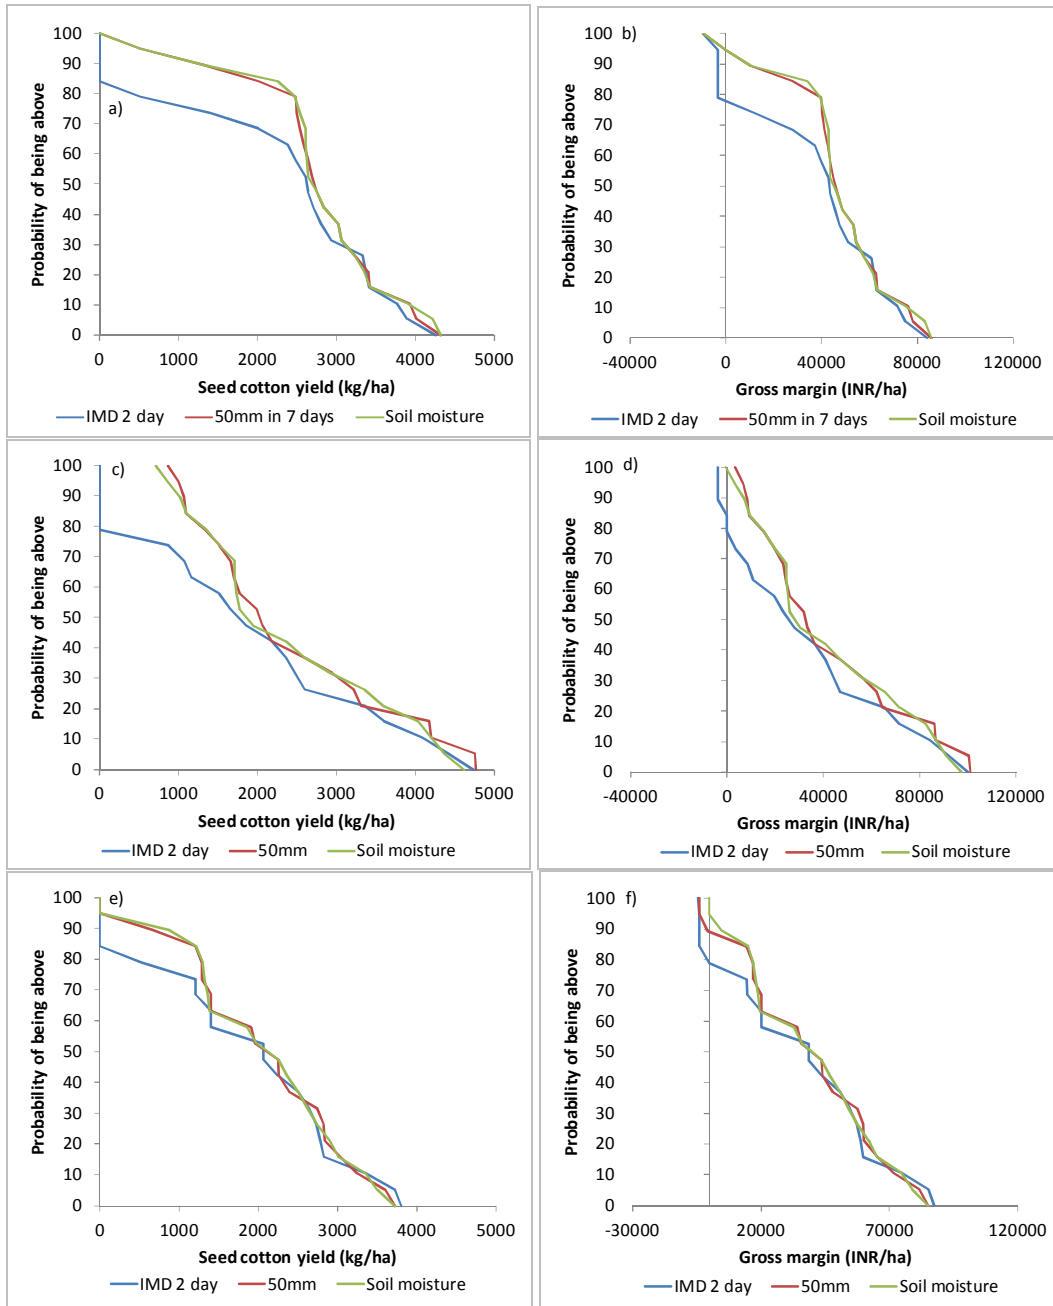 a)
Probability of being above
100
90
80
70
60
50
40
30
20
10
0
0 1000 2000 3000 4000 5000
Seed cotton yield (kg/ha)
IMD 2 day 50mm in 7 days Soil moisture
b)
Probability of being above
100
90
80
70
60
50
40
30
20
10
0
-40000 0 40000 80000 120000
Gross margin (INR/ha)
IMD 2 day 50mm in 7 days Soil moisture
c)
Probability of being above
100
90
80
70
60
50
40
30
20
10
0
0 1000 2000 3000 4000 5000
Seed cotton yield (kg/ha)
IMD 2 day 50mm Soil moisture
d)
Probability of being above
100
90
80
70
60
50
40
30
20
10
0
-40000 0 40000 80000 120000
Gross margin (INR/ha)
IMD 2 day 50mm Soil moisture
e)
Probability of being above
100
90
80
70
60
50
40
30
20
10
0
0 1000 2000 3000 4000 5000
Seed cotton yield (kg/ha)
IMD 2 day 50mm Soil moisture
f)
Probability of being above
100
90
80
70
60
50
40
30
20
10
0
-30000 20000 70000 120000
Gross margin (INR/ha)
IMD 2 day 50mm Soil moisture